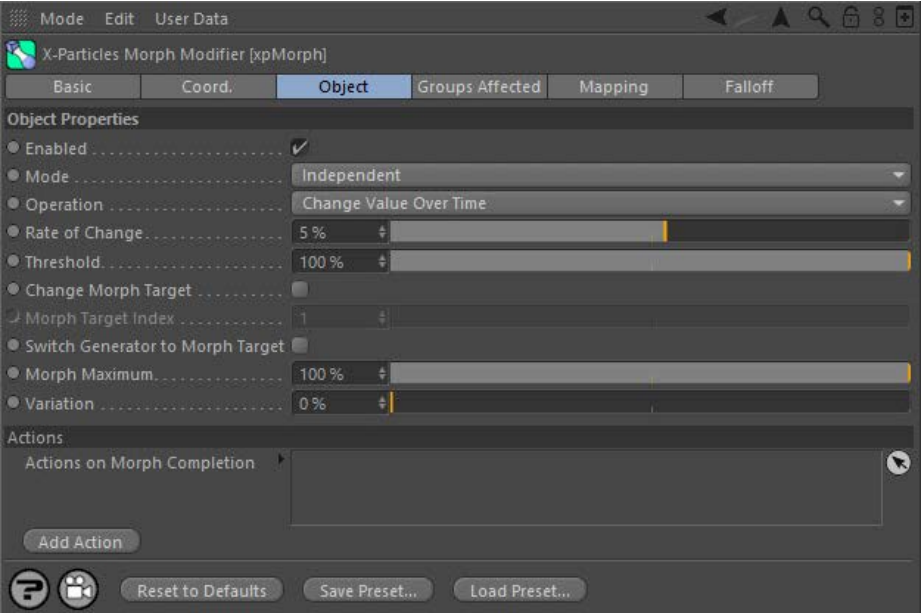 Mode Edit User Data
X-Particles Morph Modifier [xpMorph]
Basic Coord. Object Groups Affected Mapping Falloff
Object Properties
Enabled
Mode Independent
Operation Change Value Over Time
Rate of Change 5 %
Threshold 100 %
Change Morph Target
Morph Target Index 1
Switch Generator to Morph Target
Morph Maximum 100 %
Variation 0 %
Actions
Actions on Morph Completion
Add Action
Reset to Defaults Save Preset... Load Preset...